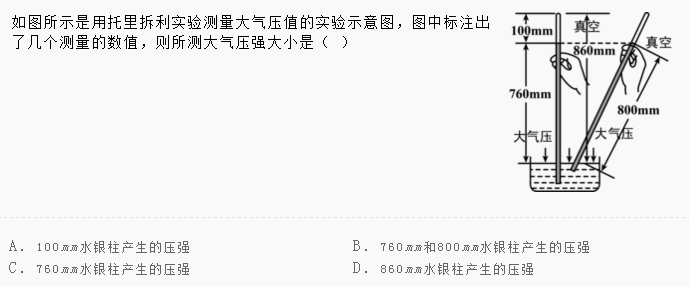 如图所示是用托里拆利实验测量大气压值的实验示意图，图中标注出
了几个测量的数值，则所测大气压强大小是（ ）
100mm
真空
860mm
真空
760mm
800mm
大气压
大气压
A. 100mm水银柱产生的压强
B. 760mm和800mm水银柱产生的压强
C. 760mm水银柱产生的压强
D. 860mm水银柱产生的压强